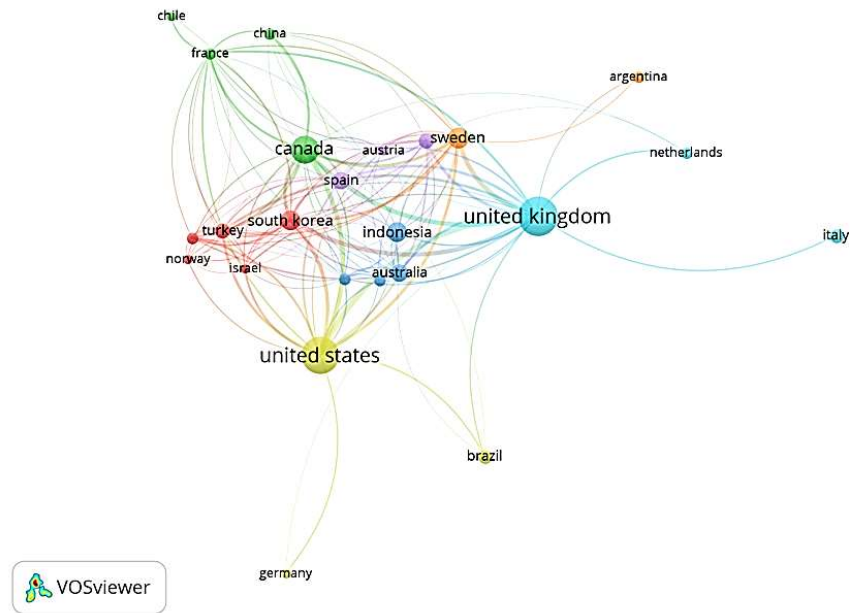 chile
china
france
argentina
canada
austria
sweden
netherlands
spain
united kingdom
turkey
south korea
indonesia
italy
norway
israel
australia
united states
brazil
germany
VOSviewer